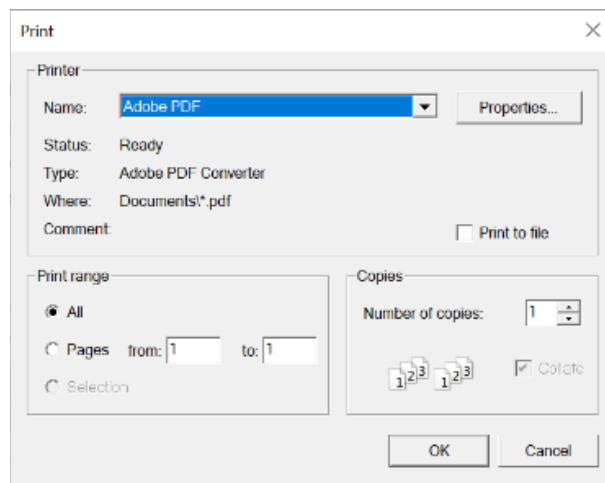 Print
Printer
Name: Adobe PDF Properties...
Status: Ready
Type: Adobe PDF Converter
Where: Documents\*.pdf
Comment:
Print to file
Print range
All
Pages from: 1 to: 1
Selection
Copies
Number of copies: 1
1 2 3 1 2 3
Collate
OK Cancel